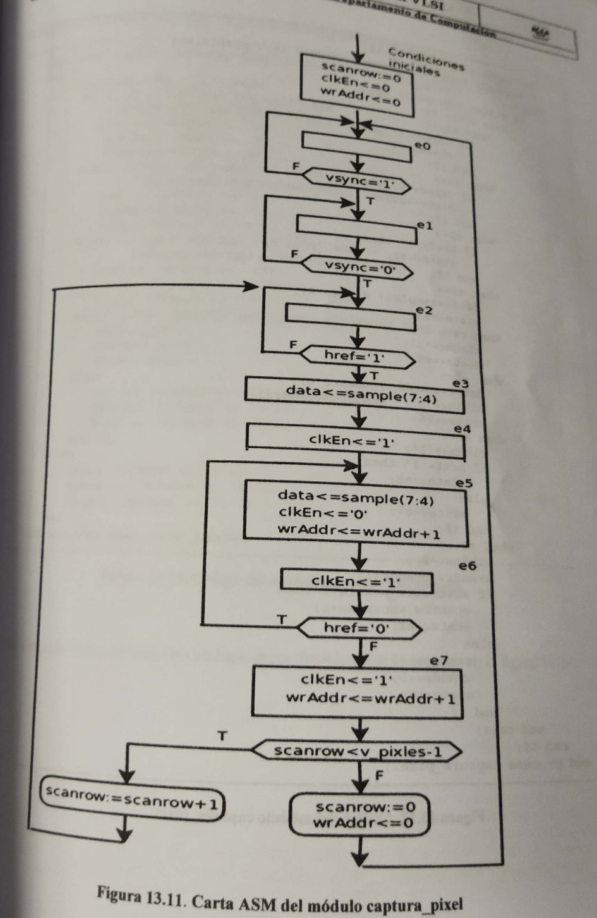 VLSI
Departamento de Computación
Condiciones
iniciales
scanrow:=0
clkEn<=0
wrAddr<=0
e0
F
vsync='1'
T
e1
F
vsync='0'
T
e2
F
href='1'
T
e3
data<=sample(7:4)
e4
clkEn<='1'
e5
data<=sample(7:4)
clkEn<='0'
wrAddr<=wrAddr+1
e6
clkEn<='1'
T
href='0'
F
e7
clkEn<='1'
wrAddr<=wrAddr+1
T
scanrow<v_pixles-1
F
scanrow:=scanrow+1
scanrow:=0
wrAddr<=0
Figura 13.11. Carta ASM del módulo captura_pixel